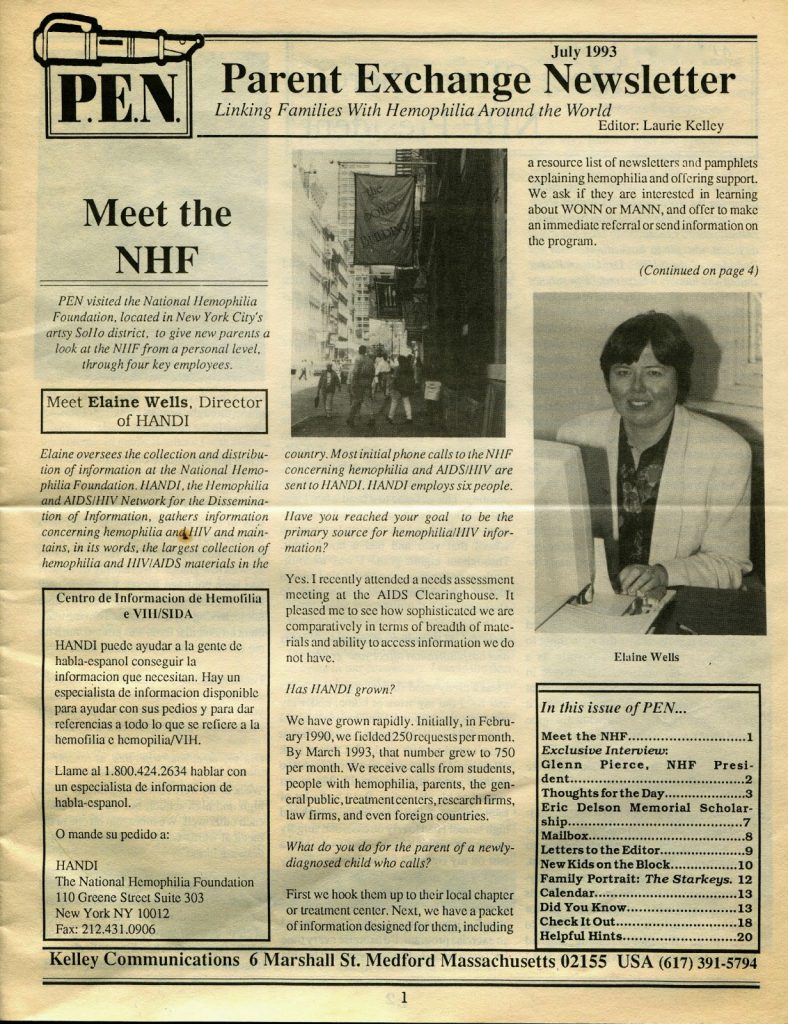 July 1993
P.E.N.
Parent Exchange Newsletter
Linking Families With Hemophilia Around the World
Editor: Laurie Kelley
Meet the
NHF
PEN visited the National Hemophilia
Foundation, located in New York City's
artsy SoHo district, to give new parents a
look at the NHF from a personal level,
through four key employees.
Meet Elaine Wells, Director
of HANDI
Elaine oversees the collection and distribu-
tion of information at the National Hemo-
philia Foundation. HANDI, the Hemophilia
and AIDS/HIV Network for the Dissemina-
tion of Information, gathers information
concerning hemophilia and HIV and main-
tains, in its words, the largest collection of
hemophilia and HIV/AIDS materials in the
Centro de Informacion de Hemofilia
e VIH/SIDA
HANDI puede ayudar a la gente de
habla-espanol conseguir la
informacion que necesitan. Hay un
especialista de informacion disponible
para ayudar con sus pedios y para dar
referencias a todo lo que se refiere a la
hemofilia e hemopilia/VIH.
Llame al 1.800.424.2634 hablar con
un especialista de informacion de
habla-espanol.
O mande su pedido a:
HANDI
The National Hemophilia Foundation
110 Greene Street Suite 303
New York NY 10012
Fax: 212.431.0906
the
country. Most initial phone calls to the NHF
concerning hemophilia and AIDS/HIV are
sent to HANDI. HANDI employs six people.
Have you reached your goal to be the
primary source for hemophilia/HIV infor-
mation?
Yes. I recently attended a needs assessment
meeting at the AIDS Clearinghouse. It
pleased me to see how sophisticated we are
comparatively in terms of breadth of mate-
rials and ability to access information we do
not have.
Has HANDI grown?
We have grown rapidly. Initially, in Febru-
ary 1990, we fielded 250 requests per month.
By March 1993, that number grew to 750
per month. We receive calls from students,
people with hemophilia, parents, the gen-
eral public, treatment centers, research firms,
law firms, and even foreign countries.
What do you do for the parent of a newly-
diagnosed child who calls?
First we hook them up to their local chapter
or treatment center. Next, we have a packet
of information designed for them, including
a resource list of newsletters and pamphlets
explaining hemophilia and offering support.
We ask if they are interested in learning
about WONN or MANN, and offer to make
an immediate referral or send information on
the program.
(Continued on page 4)
Elaine Wells
In this issue of PEN...
Meet the NHF..............................1
Exclusive Interview:
Glenn Pierce, NHF Presi-
dent............................................2
Thoughts for the Day....................3
Eric Delson Memorial Scholar-
ship............................................7
Mailbox.......................................8
Letters to the Editor.....................9
New Kids on the Block.................10
Family Portrait: The Starkeys. 12
Calendar.....................................13
Did You Know.............................13
Check It Out...............................18
Helpful Hints..............................20
Kelley Communications 6 Marshall St. Medford Massachusetts 02155 USA (617) 391-5794
1